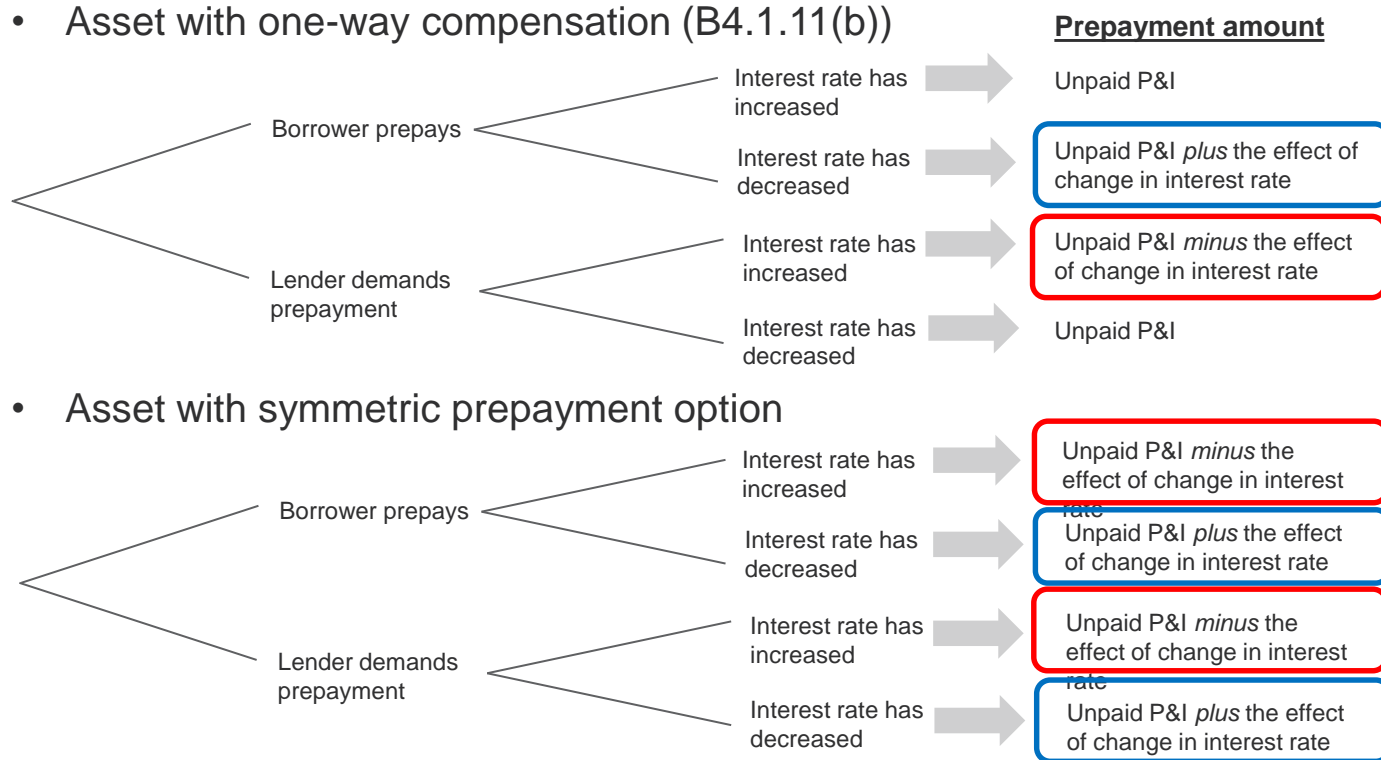 • Asset with one-way compensation (B4.1.11(b))
Prepayment amount
Borrower prepays
Interest rate has
increased
Unpaid P&I
Interest rate has
decreased
Unpaid P&I plus the effect of
change in interest rate
Lender demands
prepayment
Interest rate has
increased
Unpaid P&I minus the effect
of change in interest rate
Interest rate has
decreased
Unpaid P&I
• Asset with symmetric prepayment option
Borrower prepays
Interest rate has
increased
Unpaid P&I minus the
effect of change in interest
rate
Interest rate has
decreased
Unpaid P&I plus the effect
of change in interest rate
Lender demands
prepayment
Interest rate has
increased
Unpaid P&I minus the
effect of change in interest
rate
Interest rate has
decreased
Unpaid P&I plus the effect
of change in interest rate